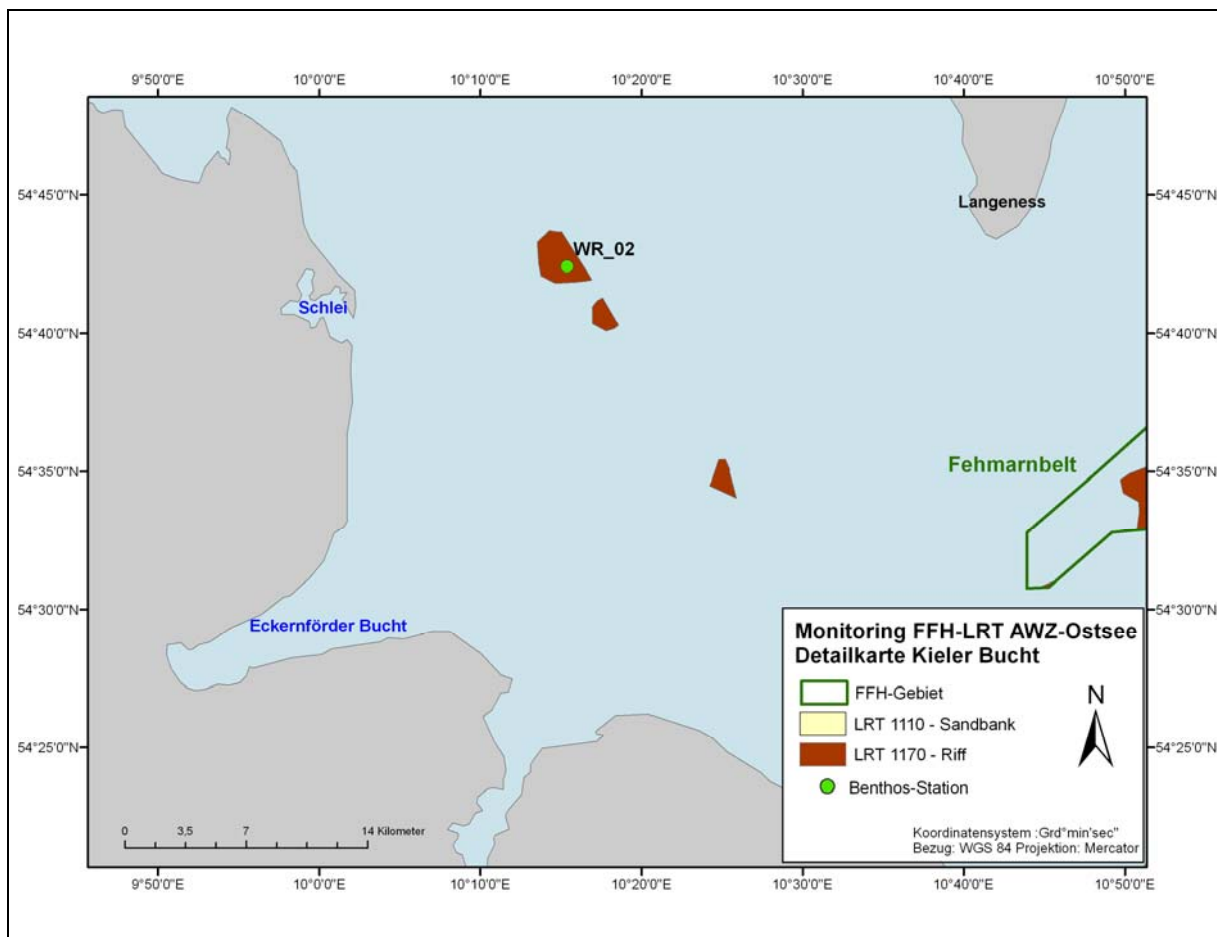 9°50'0"E 10°0'0"E 10°10'0"E 10°20'0"E 10°30'0"E 10°40'0"E 10°50'0"E
54°45'0"N 54°45'0"N
Langeness
WR_02
Schlei
54°40'0"N 54°40'0"N
Fehmarnbelt
54°35'0"N 54°35'0"N
54°30'0"N 54°30'0"N
Eckernförder Bucht
Monitoring FFH-LRT AWZ-Ostsee
Detailkarte Kieler Bucht
FFH-Gebiet
N
LRT 1110 - Sandbank
54°25'0"N 54°25'0"N
LRT 1170 - Riff
Benthos-Station
0 3,5 7 14 Kilometer
Koordinatensystem :Grd°min'sec"
Bezug: WGS 84 Projektion: Mercator
9°50'0"E 10°0'0"E 10°10'0"E 10°20'0"E 10°30'0"E 10°40'0"E 10°50'0"E